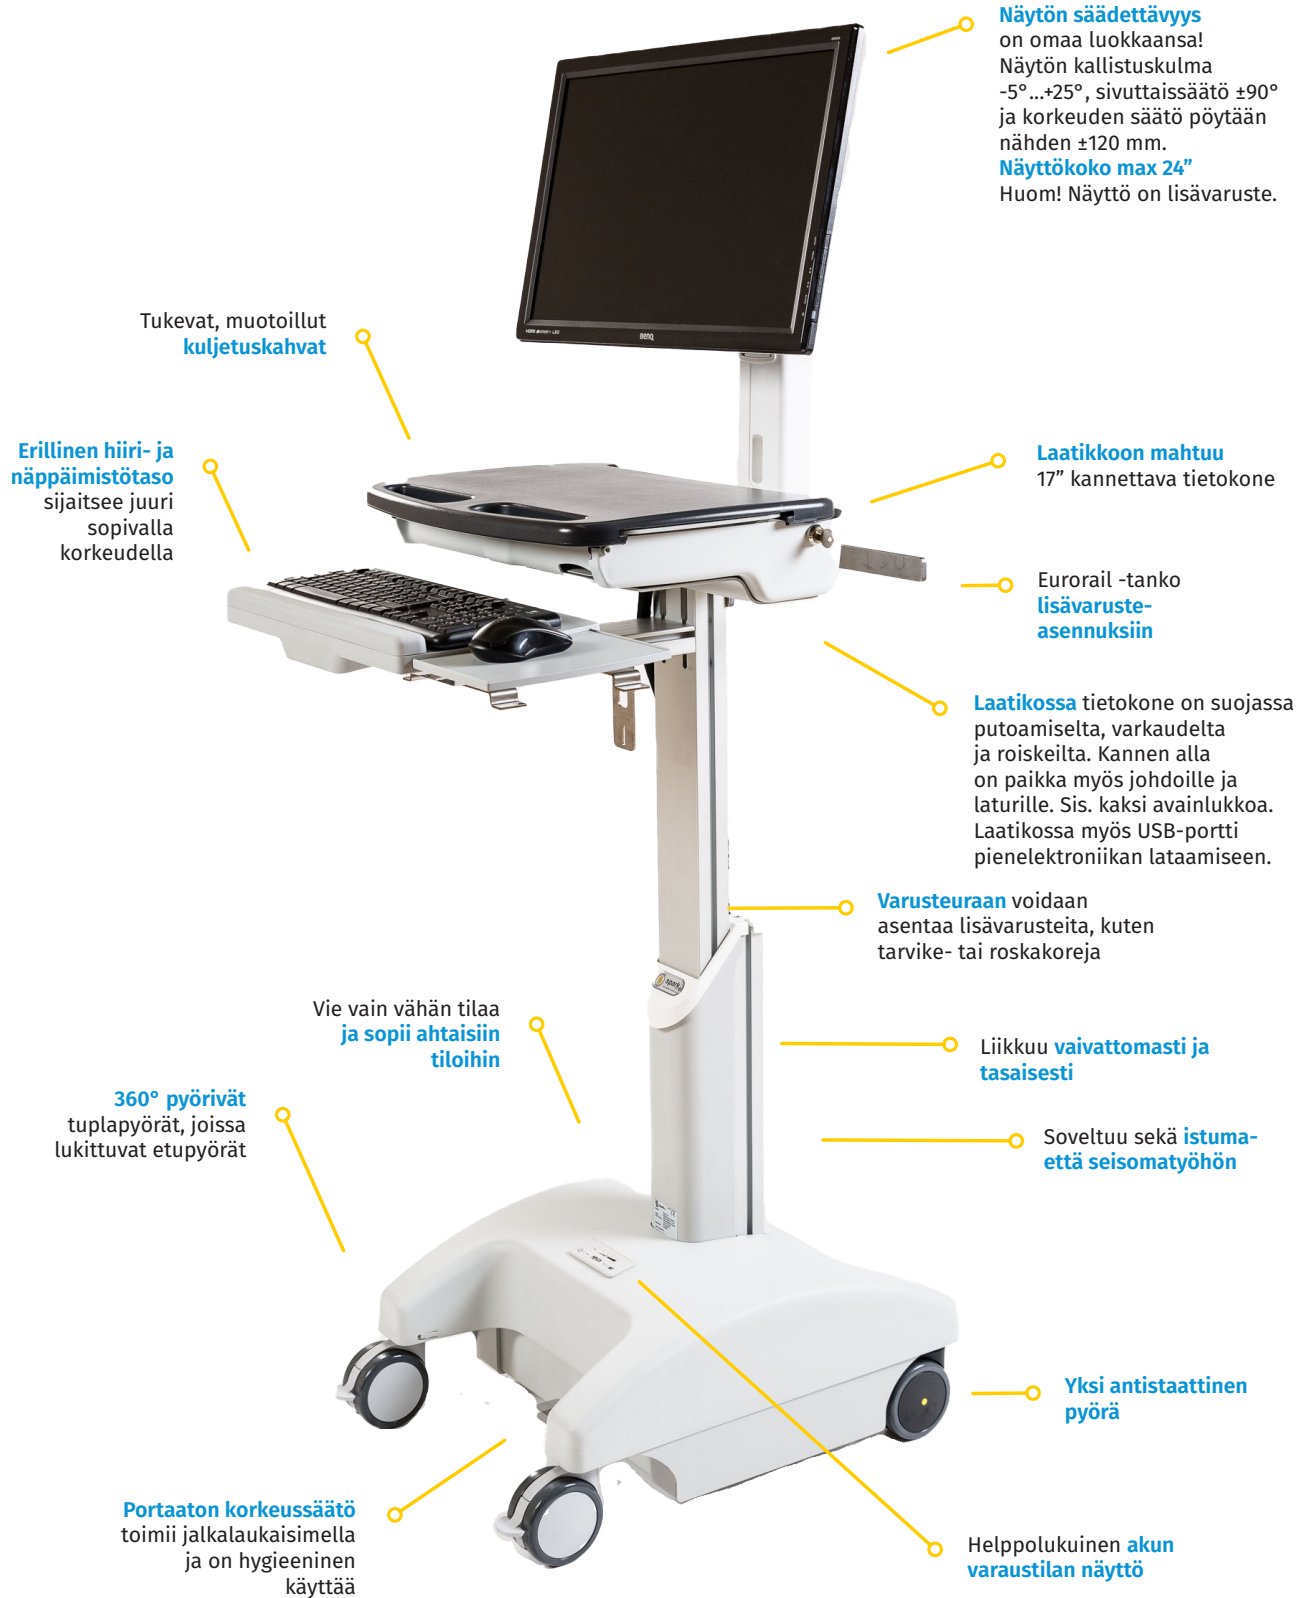 Näytön säädettävyys
on omaa luokkaansa!
Näytön kallistuskulma
-5°...+25°, sivuttaissäätö ±90°
ja korkeuden säätö pöytään
nähden ±120 mm.
Näyttökoko max 24”
Huom! Näyttö on lisävaruste.
BenQ
Tukevat, muotoillut
kuljetuskahvat
Erillinen hiiri- ja
näppäimistötaso
sijaitsee juuri
sopivalla
korkeudella
Laatikkoon mahtuu
17” kannettava tietokone
Eurorail -tanko
lisävaruste-
asennuksiin
Laatikossa tietokone on suojassa
putoamiselta, varkaudelta
ja roiskeilta. Kannen alla
on paikka myös johdoille ja
laturille. Sis. kaksi avainlukkoa.
Laatikossa myös USB-portti
pienelektroniikan lataamiseen.
Varusteuraan voidaan
asentaa lisävarusteita, kuten
tarvike- tai roskakoreja
Vie vain vähän tilaa
ja sopii ahtaisiin
tiloihin
Liikkuu vaivattomasti ja
tasaisesti
360° pyörivät
tuplapyörät, joissa
lukittuvat etupyörät
Soveltuu sekä istuma-
että seisomatyöhön
Yksi antistaattinen
pyörä
Portaaton korkeussäätö
toimii jalkalaukaisimella
ja on hygieeninen
käyttää
Helppolukuinen akun
varaustilan näyttö